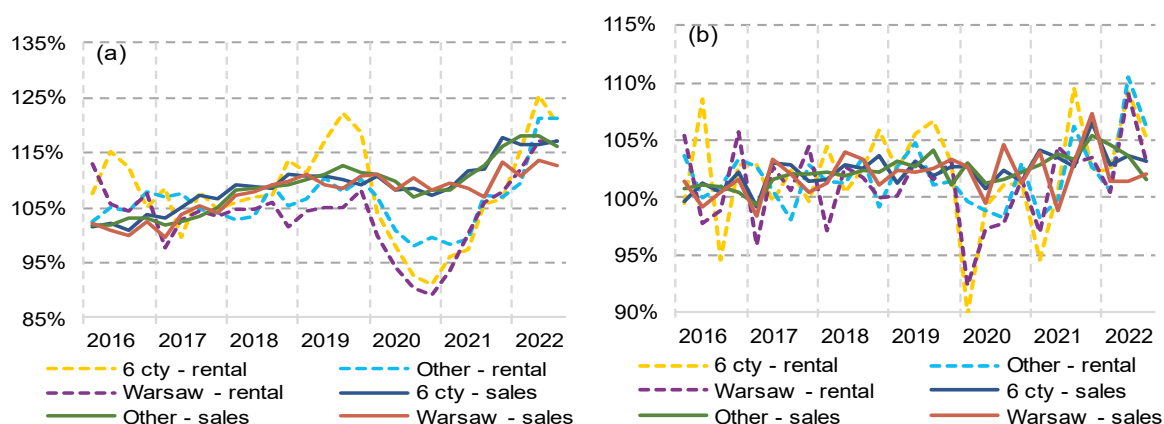 (a)
135%
125%
115%
105%
95%
85%
2016 2017 2018 2019 2020 2021 2022
6 cty - rental Other - rental
Warsaw - rental 6 cty - sales
Other - sales Warsaw - sales
(b)
115%
110%
105%
100%
95%
90%
2016 2017 2018 2019 2020 2021 2022
6 cty - rental Other - rental
Warsaw - rental 6 cty - sales
Other - sales Warsaw - sales